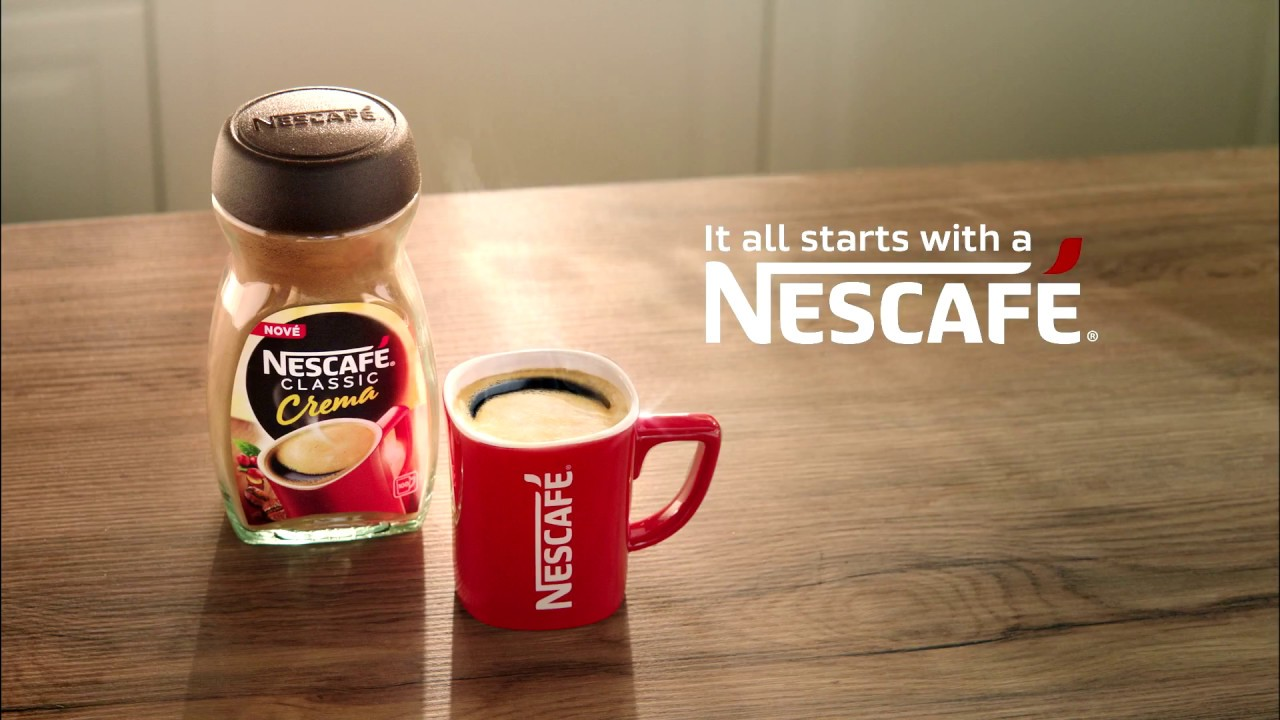 NESCAFÉ
NOVÉ
NESCAFÉ®
CLASSIC
Crema
NESCAFÉ®
It all starts with a
NESCAFÉ®